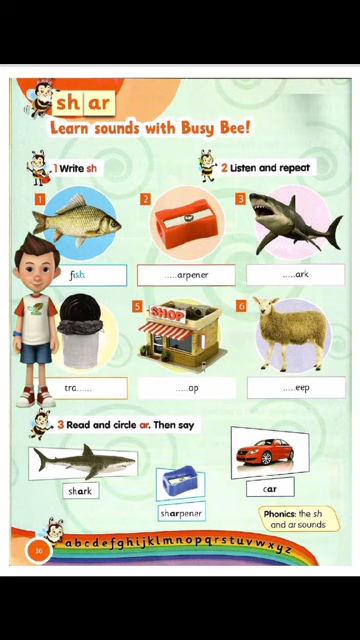 sh ar
Learn sounds with Busy Bee!
1 Write sh
2 Listen and repeat
1
2
3
fish
.....arpener
.....ark
5
SHOP
6
tra......
.....op
.....eep
3 Read and circle ar. Then say
shark
sharpener
car
Phonics: the sh
and ar sounds
30
abcdefghijklmnopqrstuvwxyz